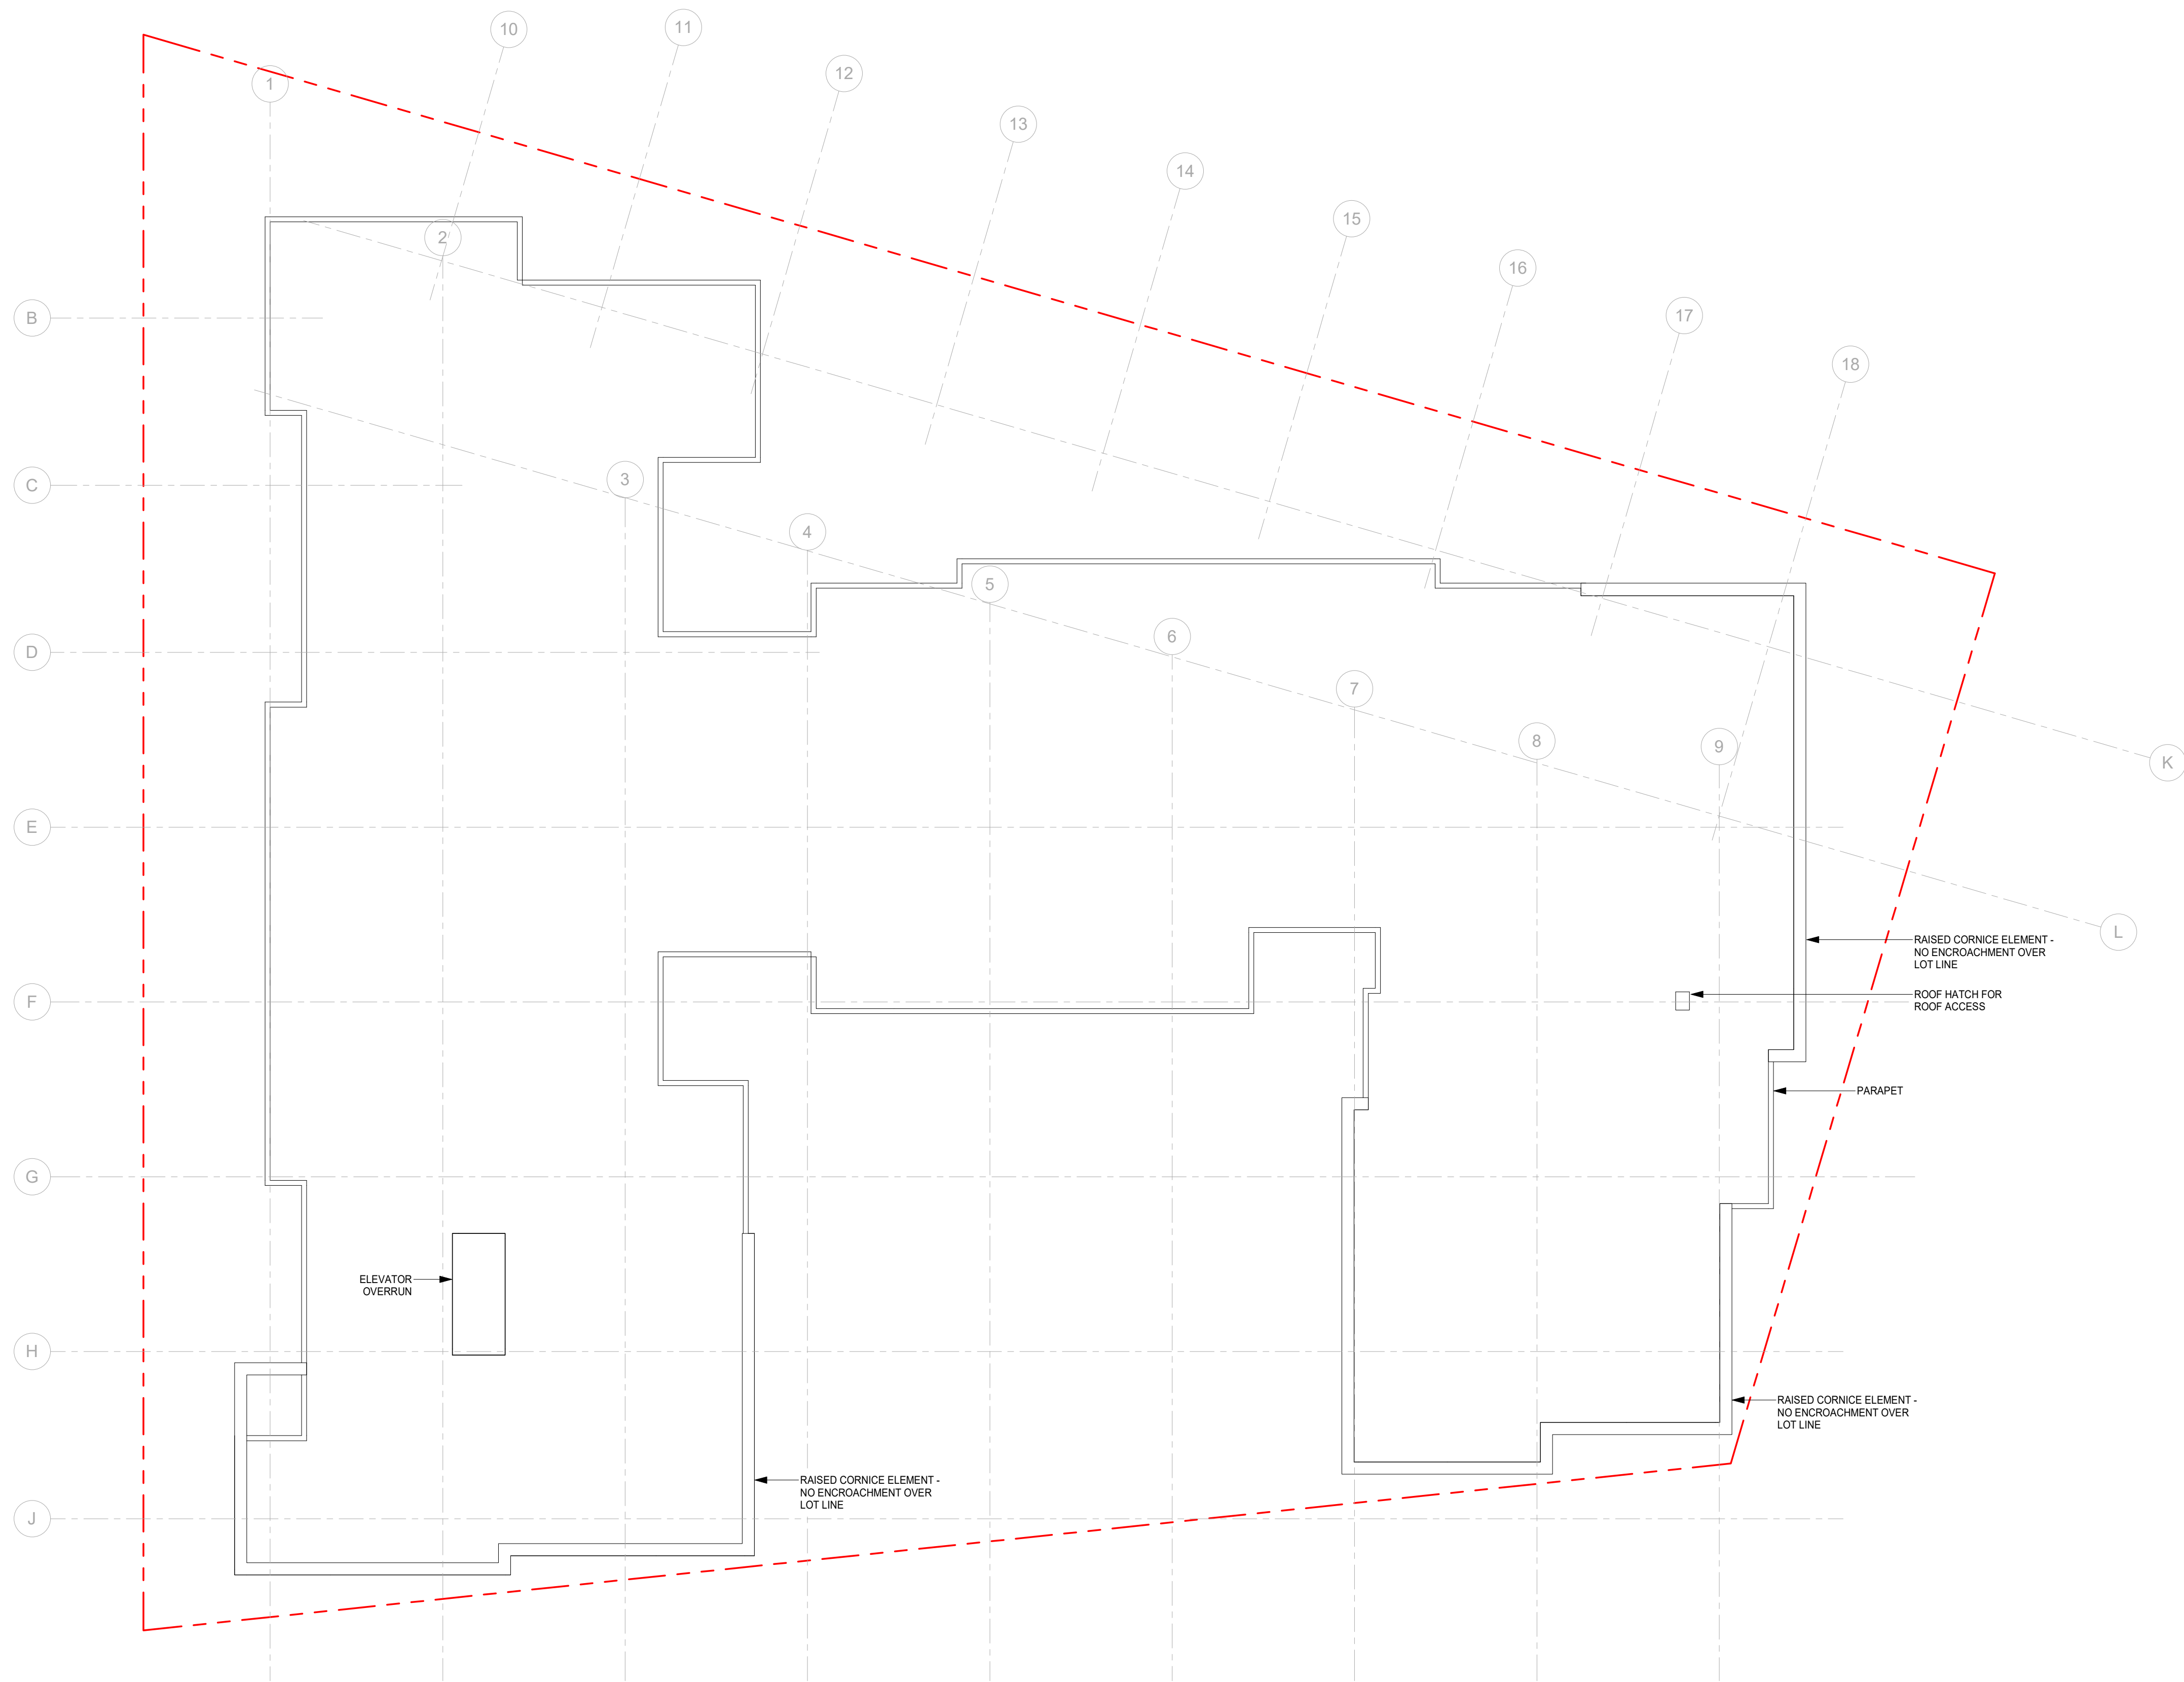 10
11
12
1
13
14
15
2
16
B
17
18
3
C
4
5
6
D
7
8
9
K
E
L
RAISED CORNICE ELEMENT -
NO ENCROACHMENT OVER
LOT LINE
F
ROOF HATCH FOR
ROOF ACCESS
PARAPET
G
ELEVATOR
OVERRUN
H
RAISED CORNICE ELEMENT -
NO ENCROACHMENT OVER
LOT LINE
RAISED CORNICE ELEMENT -
NO ENCROACHMENT OVER
LOT LINE
J